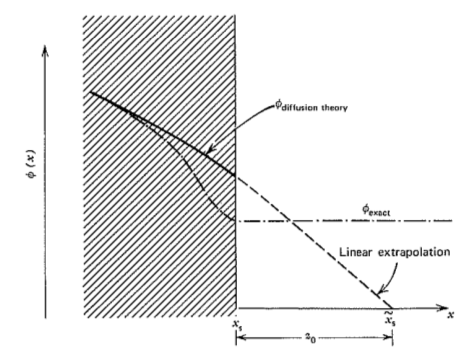 ϕ (x)
ϕdiffusion theory
ϕexact
Linear extrapolation
xs
x̃s
x
z0